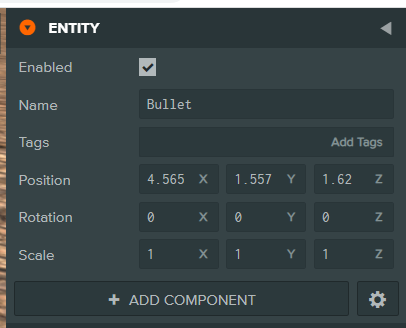 ENTITY
Enabled
Name Bullet
Tags Add Tags
Position 4.565 X 1.557 Y 1.62 Z
Rotation 0 X 0 Y 0 Z
Scale 1 X 1 Y 1 Z
+ ADD COMPONENT